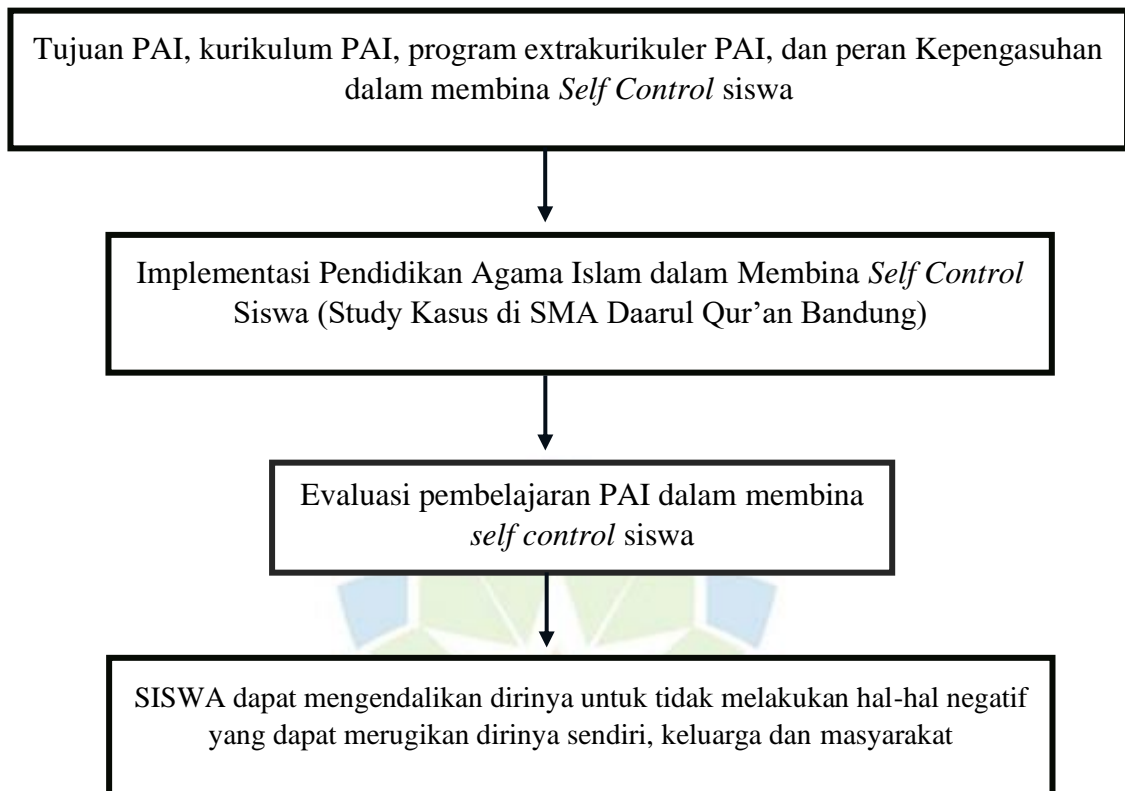 Tujuan PAI, kurikulum PAI, program extrakurikuler PAI, dan peran Kepengasuhan
dalam membina Self Control siswa
Implementasi Pendidikan Agama Islam dalam Membina Self Control
Siswa (Study Kasus di SMA Daarul Qur’an Bandung)
Evaluasi pembelajaran PAI dalam membina
self control siswa
SISWA dapat mengendalikan dirinya untuk tidak melakukan hal-hal negatif
yang dapat merugikan dirinya sendiri, keluarga dan masyarakat